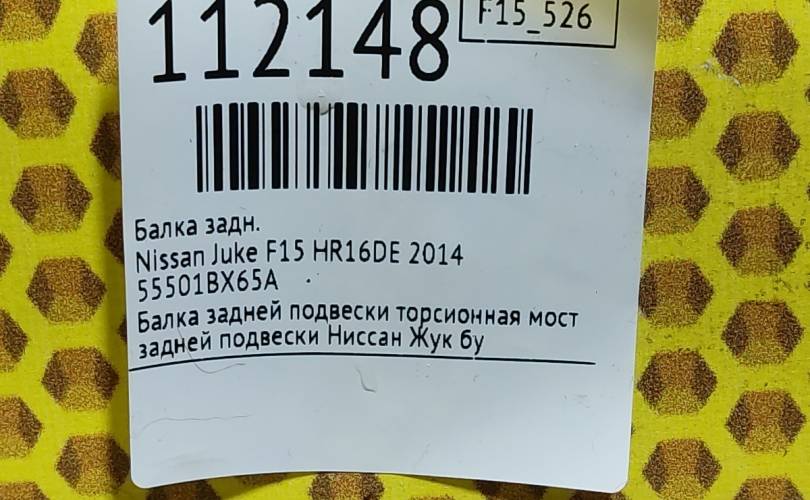 112148
F15_526
Балка задн.
Nissan Juke F15 HR16DE 2014
55501BX65A
Балка задней подвески торсионная мост
задней подвески Ниссан Жук бу